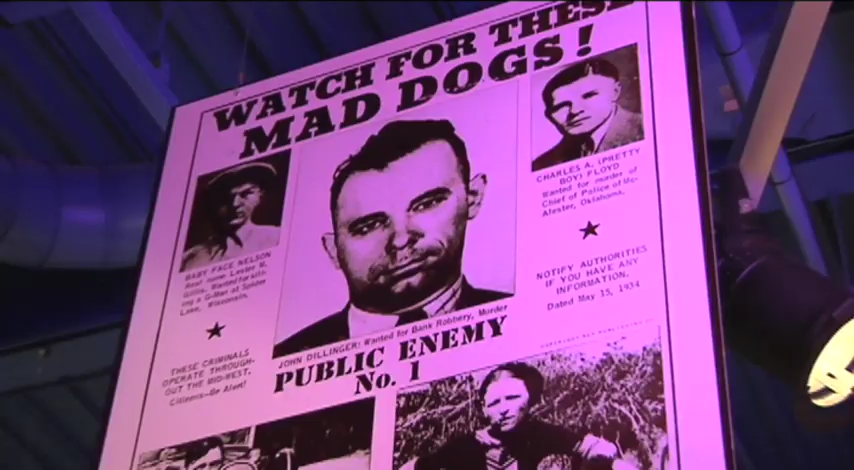 WATCH FOR THESE
MAD DOGS!
CHARLES A. (PRETTY
BOY) FLOYD
Wanted for murder of
Chief of Police of Mc-
Alester, Oklahoma.
BABY FACE NELSON
Real name: Lester M.
Gillis. Wanted for kill-
ing a G-Man at Spider
Lake, Wisconsin.
NOTIFY AUTHORITIES
IF YOU HAVE ANY
INFORMATION.
Dated May 15, 1934
THESE CRIMINALS
OPERATE THROUGH-
OUT THE MID-WEST.
Citizens—Be Alert!
JOHN DILLINGER: Wanted for Bank Robbery, Murder
PUBLIC ENEMY
No. 1